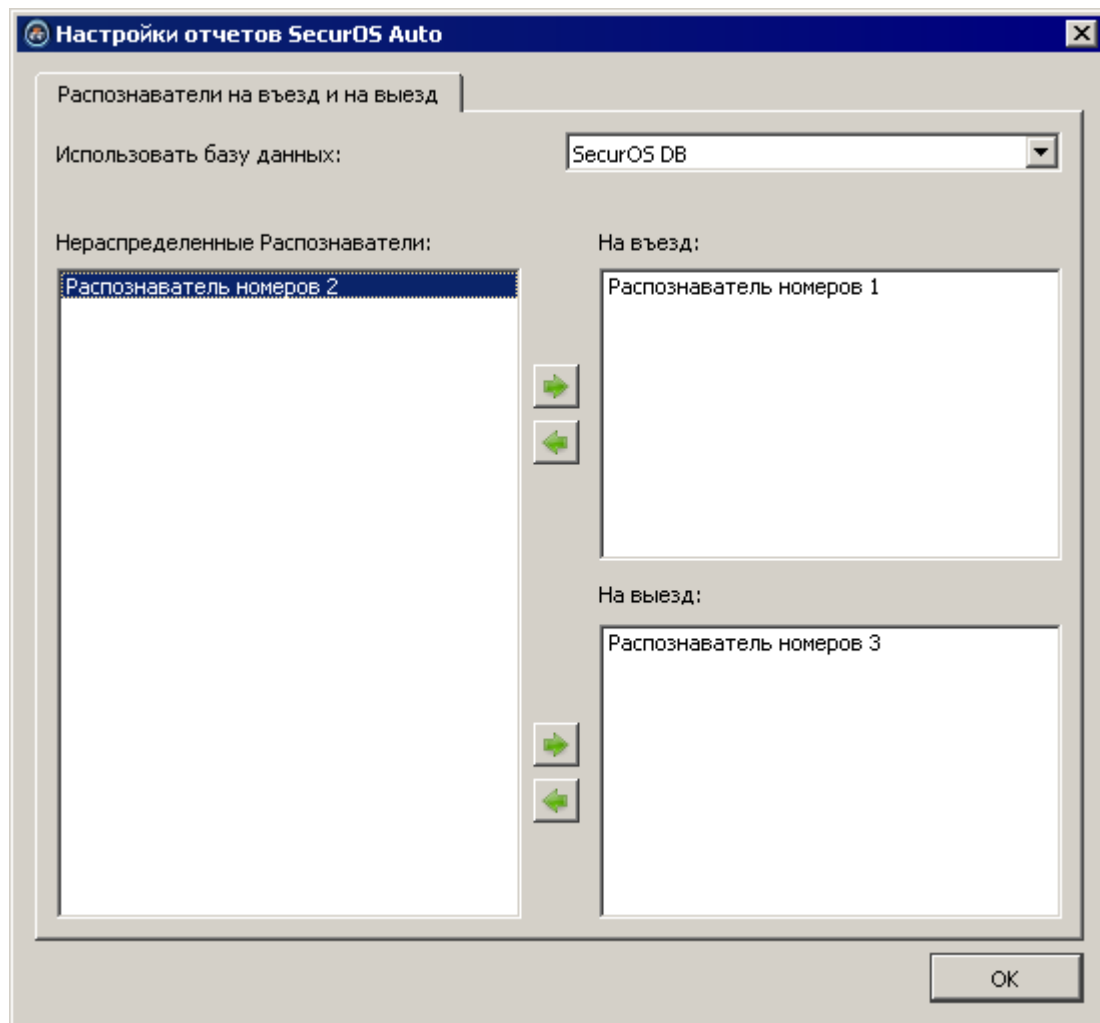 Настройки отчетов SecurOS Auto
Распознаватели на въезд и на выезд
Использовать базу данных:
SecurOS DB
Нераспределенные Распознаватели:
На въезд:
Распознаватель номеров 2
Распознаватель номеров 1
На выезд:
Распознаватель номеров 3
OK